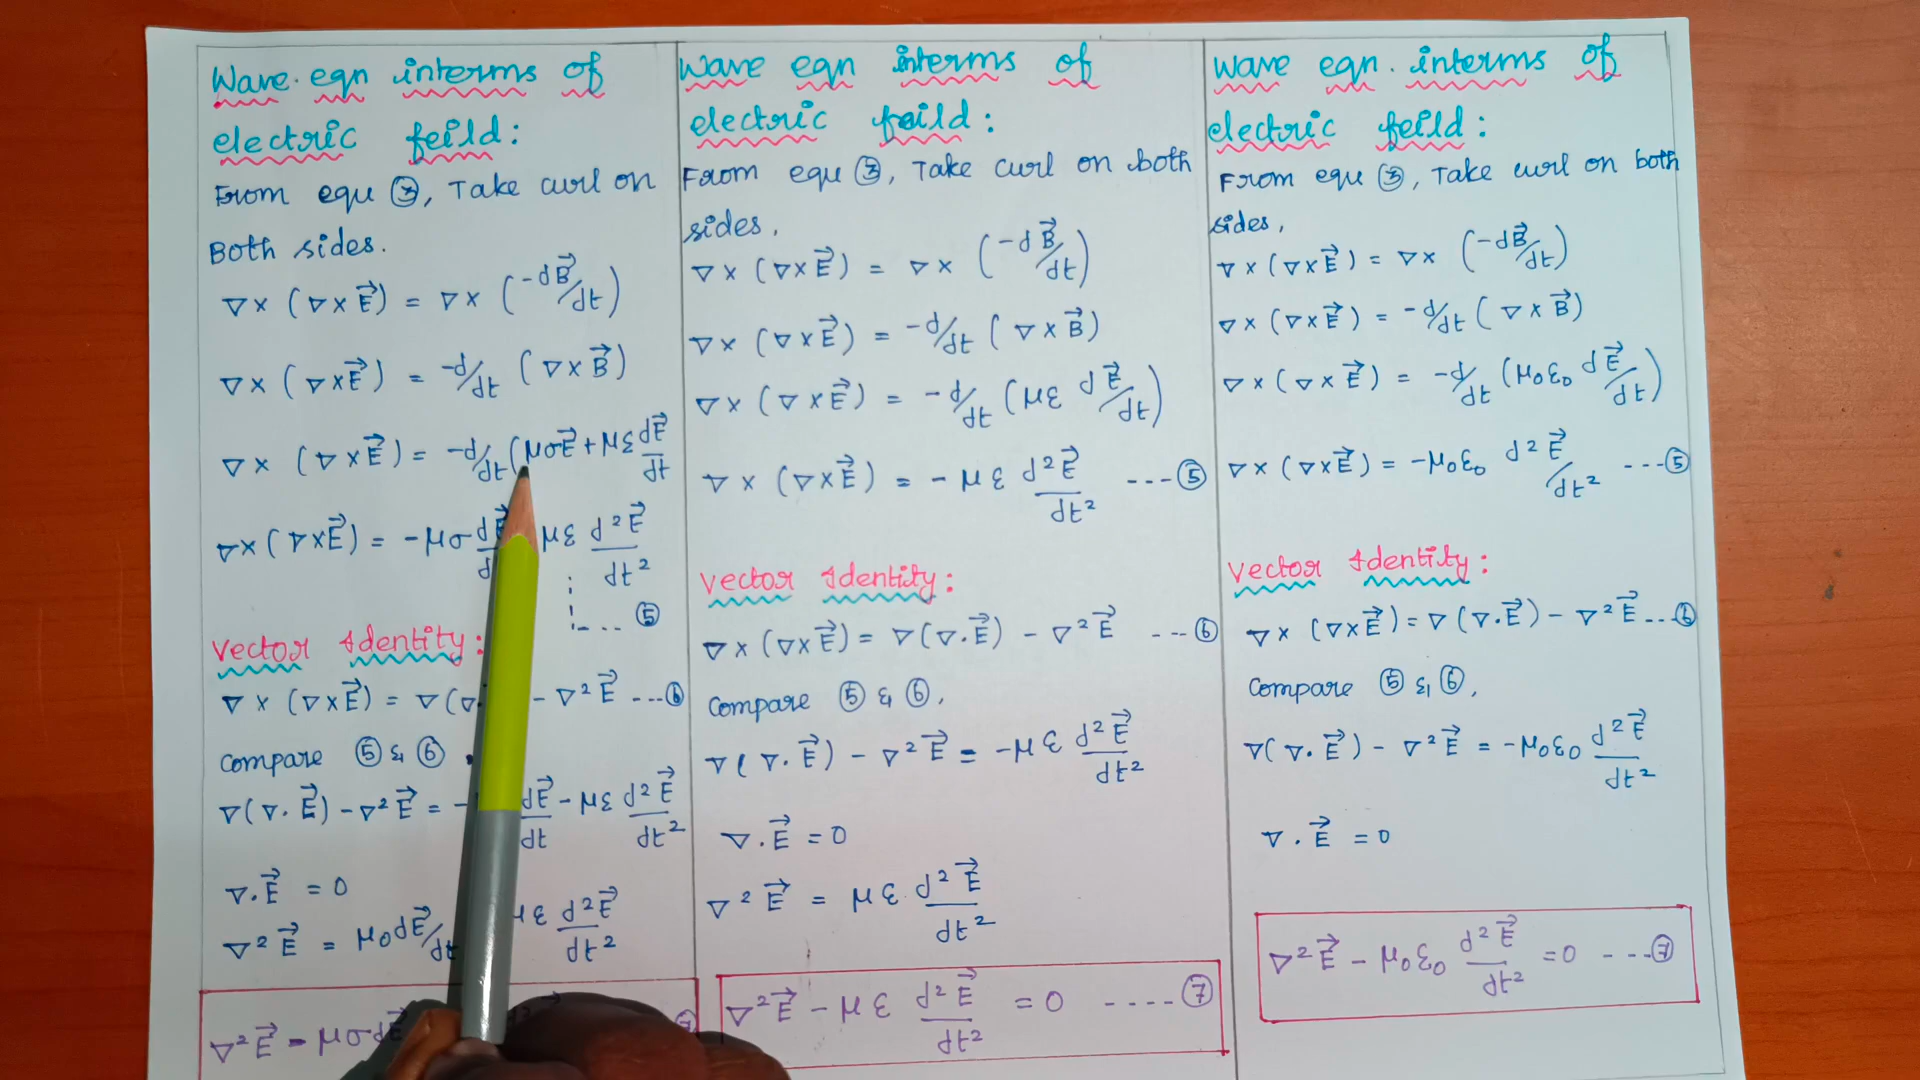 Wave. eqn interms of
electric feild:
From equ ③, Take curl on
Both sides.
∇ × (∇ × E⃗) = ∇ × (-dB⃗/dt)
∇ × (∇ × E⃗) = -d/dt (∇ × B⃗)
∇ × (∇ × E⃗) = -d/dt (μσE⃗ + με dE⃗/dt
∇ × (∇ × E⃗) = -μσ dE⃗/d με d²E⃗/dt²
---- ⑤
Vector Identity:
∇ × (∇ × E⃗) = ∇(∇. - ∇²E⃗ ---⑥
Compare ⑤ & ⑥
∇(∇. E⃗) - ∇²E⃗ = - dE⃗/dt - με d²E⃗/dt²
∇.E⃗ = 0
∇²E⃗ = μσ dE⃗/dt με d²E⃗/dt²
∇²E⃗ - μσ dE⃗
Wave eqn interms of
electric feild:
From equ ③, Take curl on both
sides,
∇ × (∇ × E⃗) = ∇ × (-dB⃗/dt)
∇ × (∇ × E⃗) = -d/dt (∇ × B⃗)
∇ × (∇ × E⃗) = -d/dt (με dE⃗/dt)
∇ × (∇ × E⃗) = -με d²E⃗/dt² ---⑤
Vector Identity:
∇ × (∇ × E⃗) = ∇(∇.E⃗) - ∇²E⃗ ---⑥
Compare ⑤ & ⑥,
∇(∇.E⃗) - ∇²E⃗ = -με d²E⃗/dt²
∇.E⃗ = 0
∇²E⃗ = με d²E⃗/dt²
∇²E⃗ - με d²E⃗/dt² = 0 ----⑦
Wave eqn. interms of
electric feild:
From equ ③, Take curl on both
sides,
∇ × (∇ × E⃗) = ∇ × (-dB⃗/dt)
∇ × (∇ × E⃗) = -d/dt (∇ × B⃗)
∇ × (∇ × E⃗) = -d/dt (μ₀ε₀ dE⃗/dt)
∇ × (∇ × E⃗) = -μ₀ε₀ d²E⃗/dt² ---⑤
Vector Identity:
∇ × (∇ × E⃗) = ∇(∇.E⃗) - ∇²E⃗ ---⑥
Compare ⑤ & ⑥,
∇(∇.E⃗) - ∇²E⃗ = -μ₀ε₀ d²E⃗/dt²
∇.E⃗ = 0
∇²E⃗ - μ₀ε₀ d²E⃗/dt² = 0 ---⑦